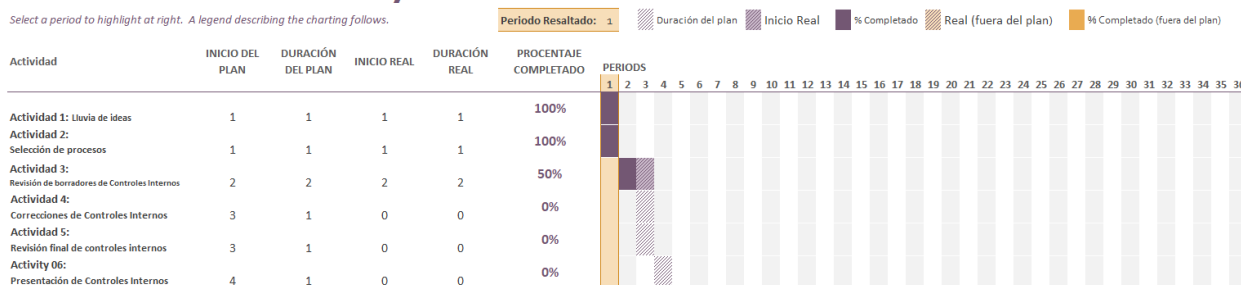 Select a period to highlight at right. A legend describing the charting follows.
Periodo Resaltado: 1
Duración del plan
Inicio Real
% Completado
Real (fuera del plan)
% Completado (fuera del plan)
Actividad
INICIO DEL PLAN
DURACIÓN DEL PLAN
INICIO REAL
DURACIÓN REAL
PROCENTAJE COMPLETADO
PERIODS
1 2 3 4 5 6 7 8 9 10 11 12 13 14 15 16 17 18 19 20 21 22 23 24 25 26 27 28 29 30 31 32 33 34 35 36
Actividad 1: Lluvia de ideas 1 1 1 1 100%
Actividad 2:
Selección de procesos 1 1 1 1 100%
Actividad 3:
Revisión de borradores de Controles Internos 2 2 2 2 50%
Actividad 4:
Correcciones de Controles Internos 3 1 0 0 0%
Actividad 5:
Revisión final de controles internos 3 1 0 0 0%
Activity 06:
Presentación de Controles Internos 4 1 0 0 0%